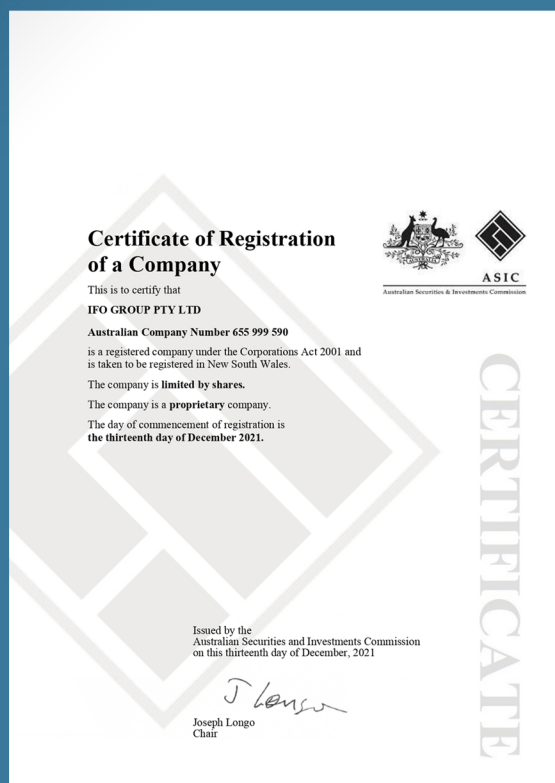 Certificate of Registration
of a Company
This is to certify that
IFO GROUP PTY LTD
Australian Company Number 655 999 590
is a registered company under the Corporations Act 2001 and
is taken to be registered in New South Wales.
The company is limited by shares.
The company is a proprietary company.
The day of commencement of registration is
the thirteenth day of December 2021.
AUSTRALIA
ASIC
Australian Securities & Investments Commission
CERTIFICATE
Issued by the
Australian Securities and Investments Commission
on this thirteenth day of December, 2021
J Longo
Joseph Longo
Chair